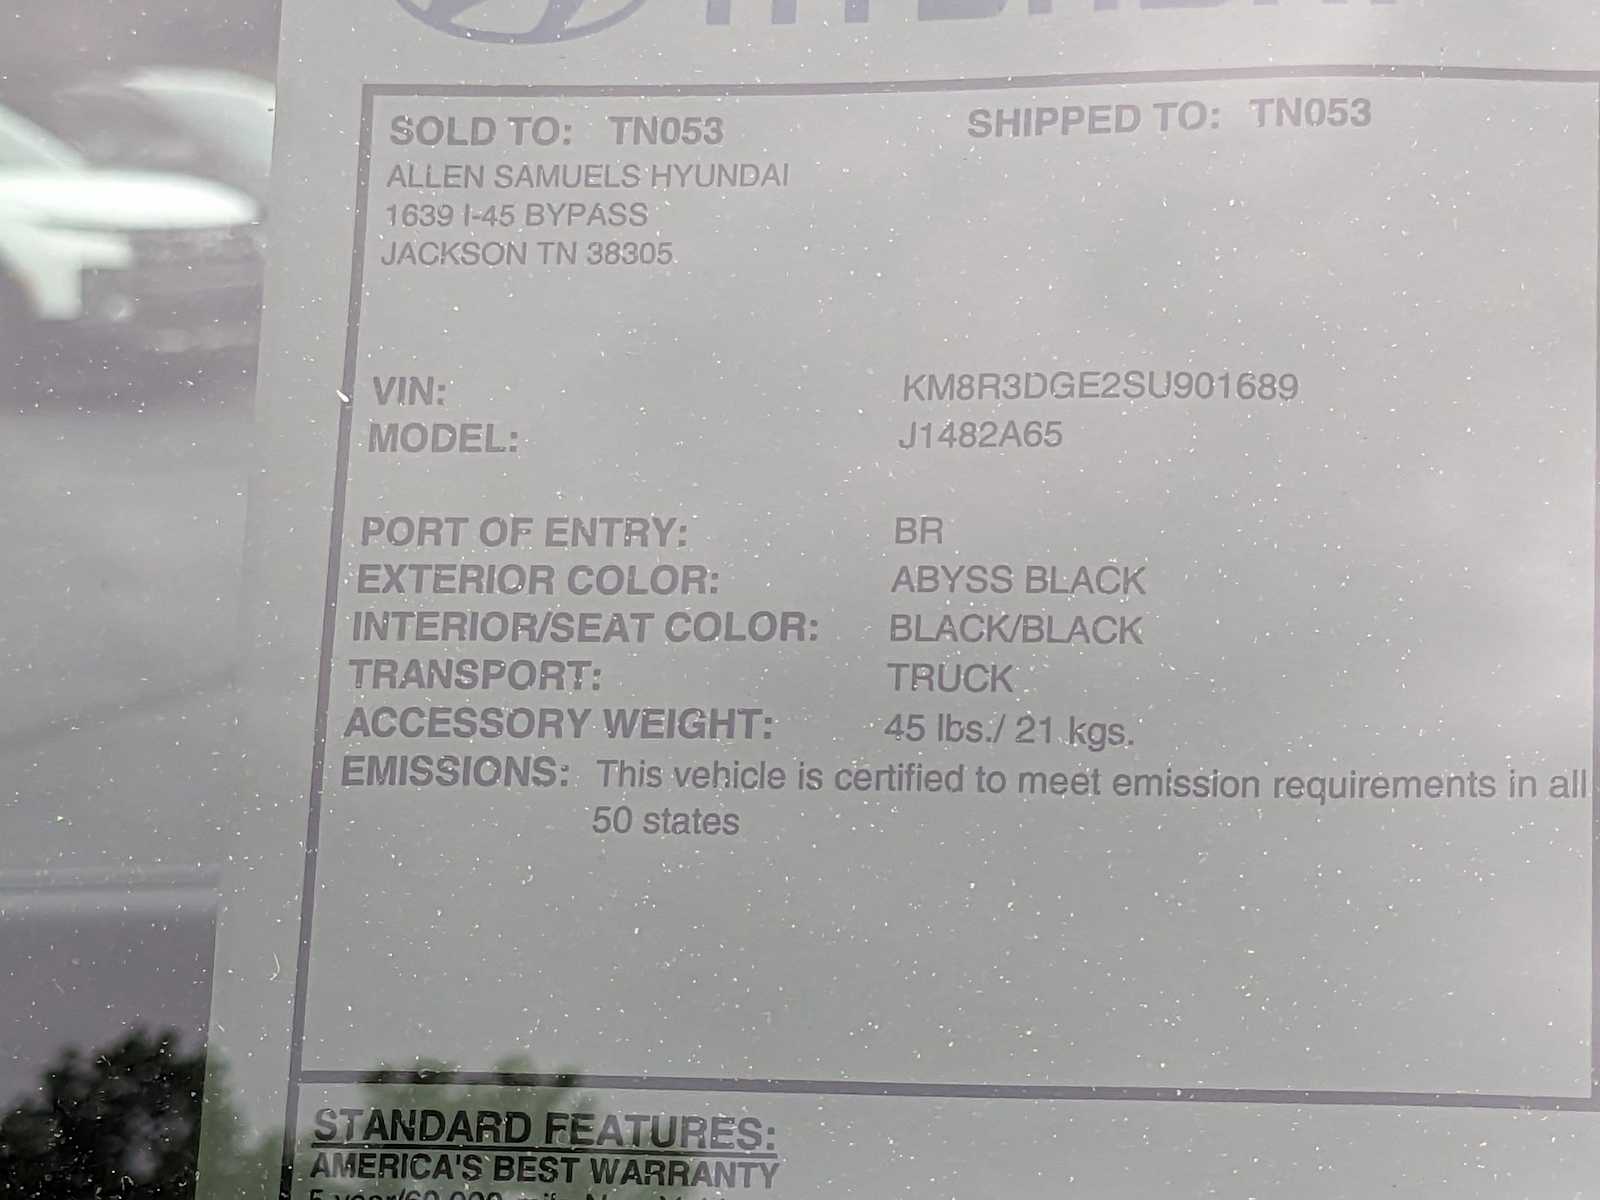 HYUNDAI
SOLD TO: TN053
SHIPPED TO: TN053
ALLEN SAMUELS HYUNDAI
1639 I-45 BYPASS
JACKSON TN 38305
VIN: KM8R3DGE2SU901689
MODEL: J1482A65
PORT OF ENTRY: BR
EXTERIOR COLOR: ABYSS BLACK
INTERIOR/SEAT COLOR: BLACK/BLACK
TRANSPORT: TRUCK
ACCESSORY WEIGHT: 45 lbs./ 21 kgs.
EMISSIONS: This vehicle is certified to meet emission requirements in all
50 states
STANDARD FEATURES:
AMERICA'S BEST WARRANTY